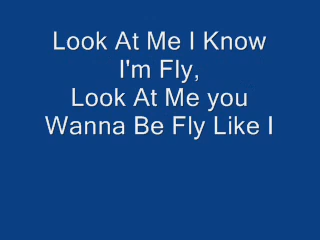 Look At Me I Know
I'm Fly,
Look At Me you
Wanna Be Fly Like I